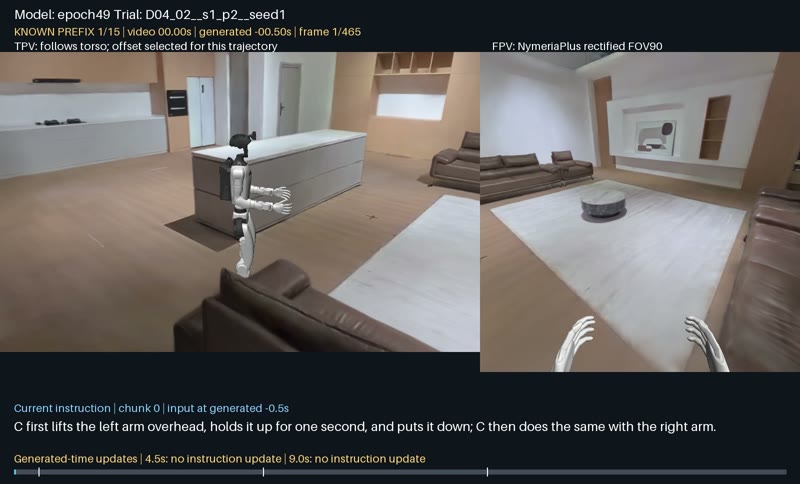 Model: epoch49 Trial: D04_02__s1_p2__seed1
KNOWN PREFIX 1/15 | video 00.00s | generated -00.50s | frame 1/465
TPV: follows torso; offset selected for this trajectory
FPV: NymeriaPlus rectified FOV90
Current instruction | chunk 0 | input at generated -0.5s
C first lifts the left arm overhead, holds it up for one second, and puts it down; C then does the same with the right arm.
Generated-time updates | 4.5s: no instruction update | 9.0s: no instruction update